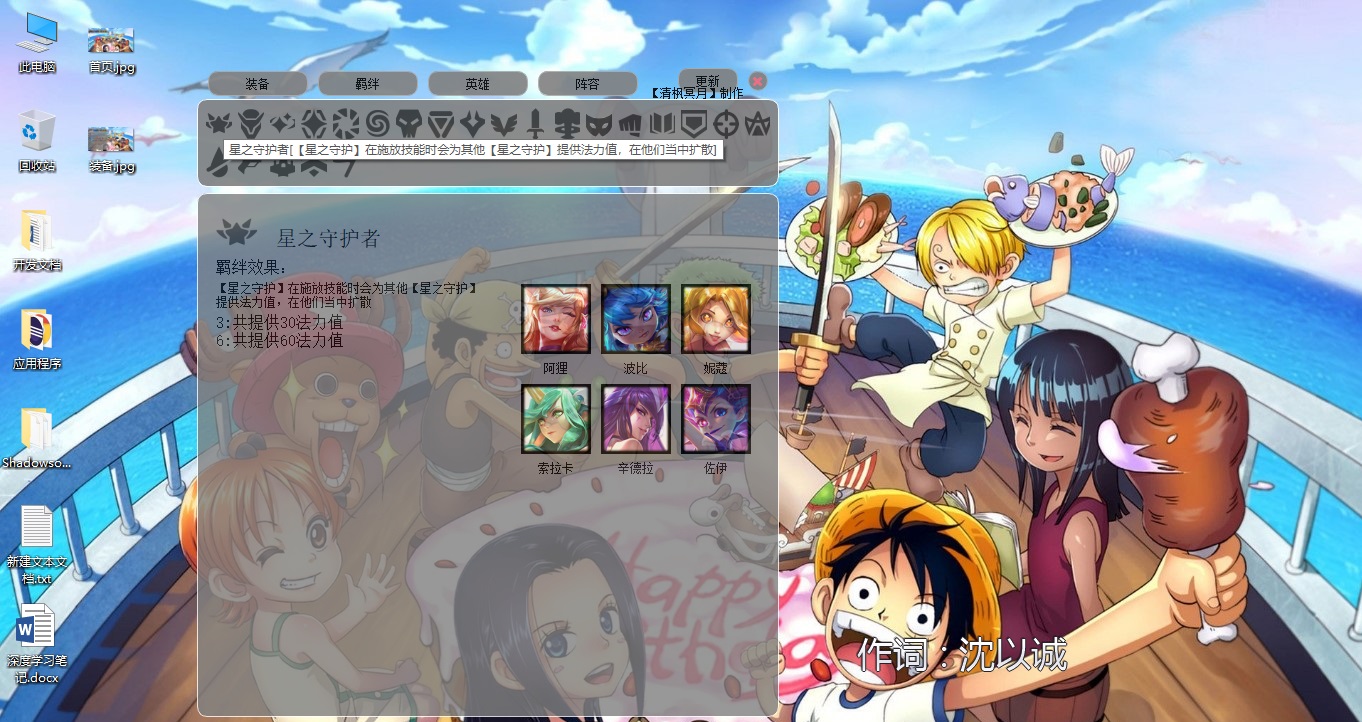 此电脑
首页.jpg
回收站
装备.jpg
开发文档
应用程序
Shadowso...
新建文本文
档.txt
深度学习笔
记.docx
装备
羁绊
英雄
阵容
更新
【清枫冥月】制作
星之守护者[【星之守护】在施放技能时会为其他【星之守护】提供法力值，在他们当中扩散]
星之守护者
羁绊效果：
【星之守护】在施放技能时会为其他【星之守护】
提供法力值，在他们当中扩散
3:共提供30法力值
6:共提供60法力值
阿狸
波比
妮蔻
索拉卡
辛德拉
佐伊
Happy
作词：沈以诚